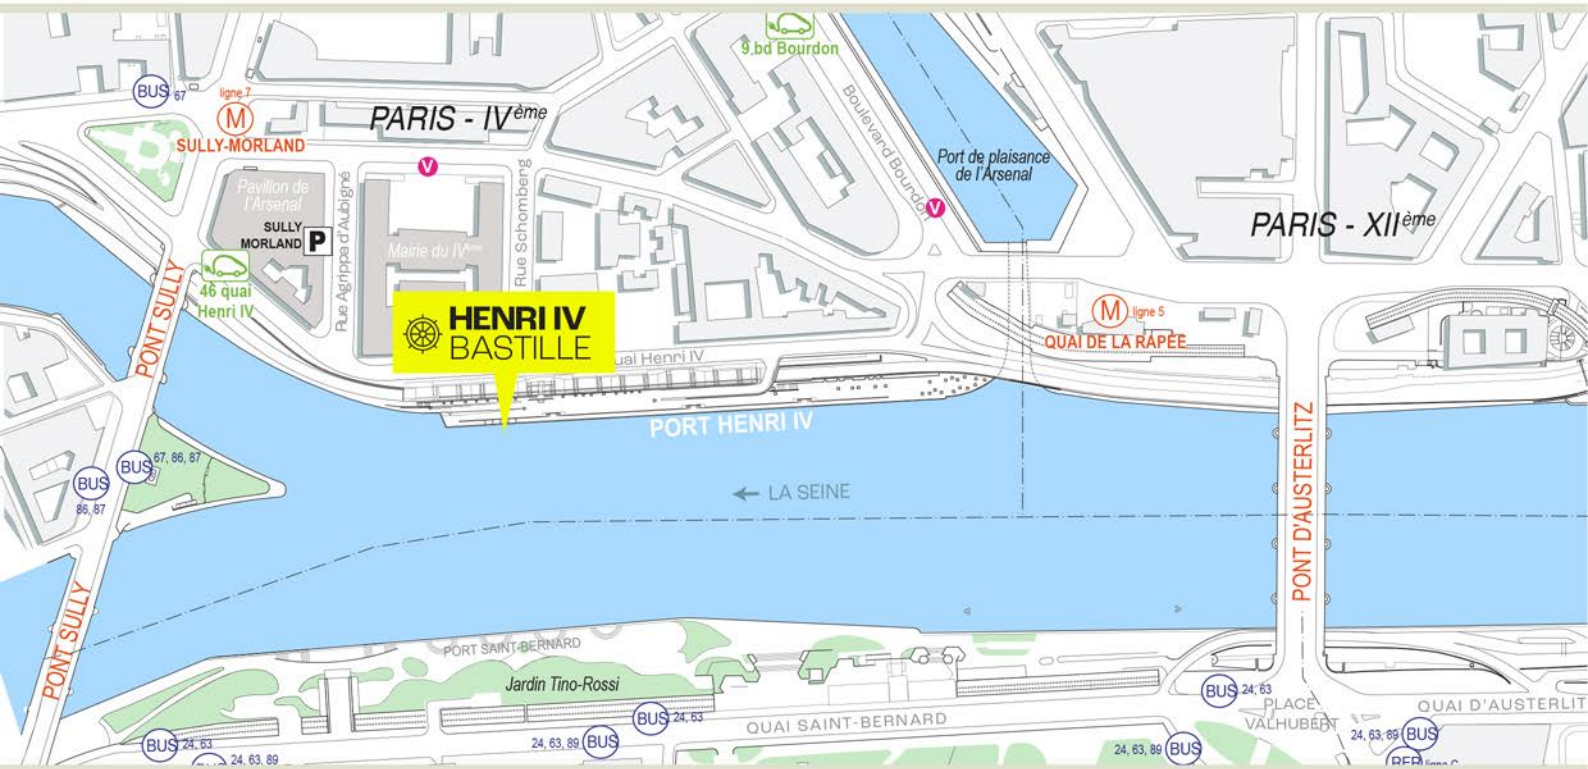 9 bd Bourdon
BUS 67
ligne 7
M
SULLY-MORLAND
PARIS - IVème
V
Boulevard Bourdon
Port de plaisance
de l'Arsenal
V
PARIS - XIIème
Pavillon de
l'Arsenal
SULLY
MORLAND P
Rue Agrippa d'Aubigné
Mairie du IVème
Rue Schomberg
46 quai
Henri IV
PONT SULLY
HENRI IV
BASTILLE
Henri IV
M ligne 5
QUAI DE LA RAPÉE
PORT HENRI IV
PONT D'AUSTERLITZ
BUS 67, 86, 87
BUS
86, 87
LA SEINE
PONT SULLY
PORT SAINT-BERNARD
Jardin Tino-Rossi
BUS 24, 63
QUAI SAINT-BERNARD
24, 63, 89 BUS
BUS 24, 63
24, 63, 89
BUS 24, 63
PLACE
VALHUBERT
QUAI D'AUSTERLIT
24, 63, 89 BUS
24, 63, 89 BUS
RER